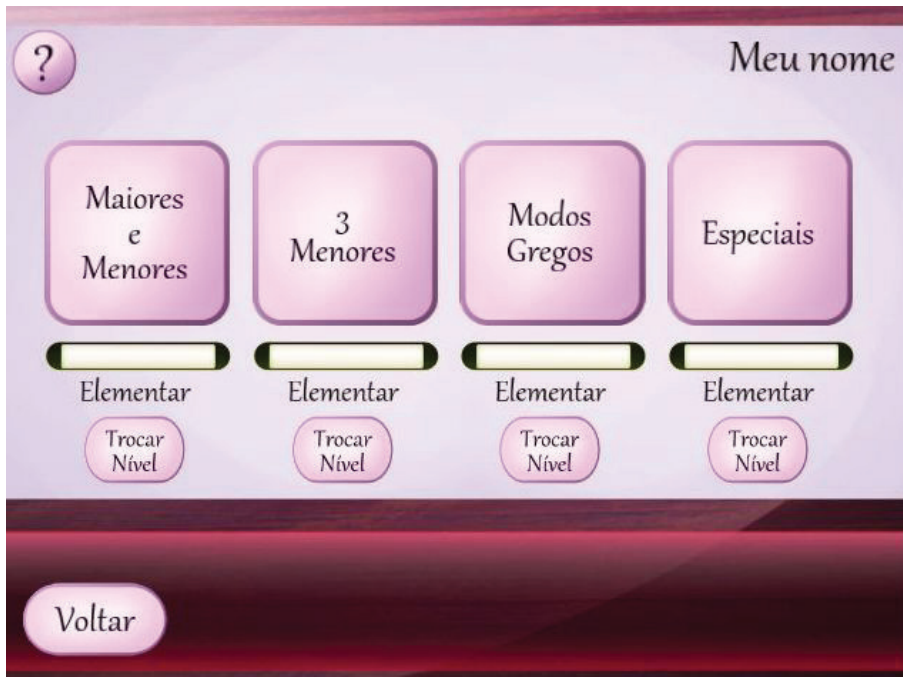 ?
Meu nome
Maiores
e
Menores
3
Menores
Modos
Gregos
Especiais
Elementar
Elementar
Elementar
Elementar
Trocar
Nível
Trocar
Nível
Trocar
Nível
Trocar
Nível
Voltar